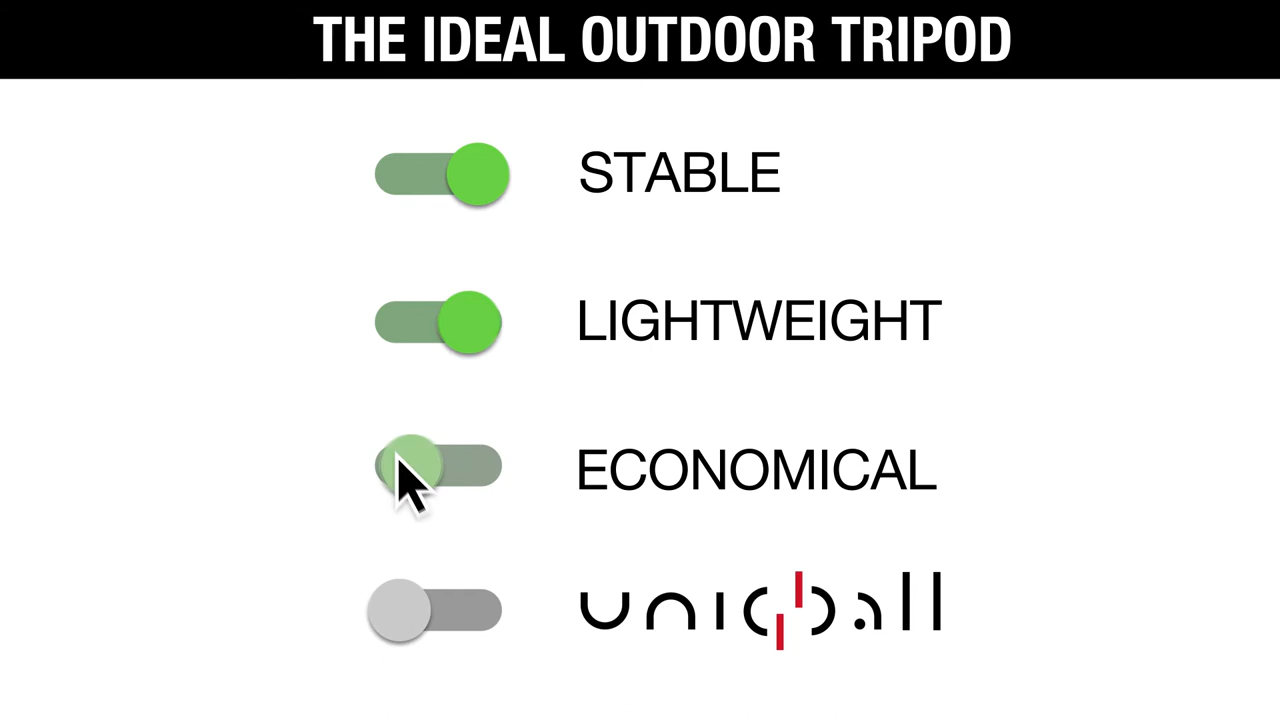 THE IDEAL OUTDOOR TRIPOD
STABLE
LIGHTWEIGHT
ECONOMICAL
uniqball